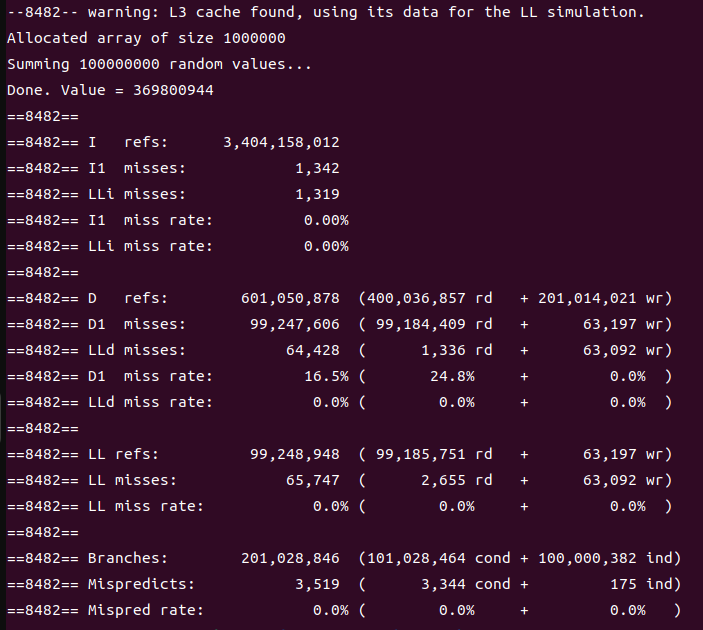 --8482-- warning: L3 cache found, using its data for the LL simulation.
Allocated array of size 1000000
Summing 100000000 random values...
Done. Value = 369800944
==8482==
==8482== I   refs:      3,404,158,012
==8482== I1  misses:            1,342
==8482== LLi misses:            1,319
==8482== I1  miss rate:          0.00%
==8482== LLi miss rate:          0.00%
==8482==
==8482== D   refs:        601,050,878  (400,036,857 rd   + 201,014,021 wr)
==8482== D1  misses:       99,247,606  ( 99,184,409 rd   +      63,197 wr)
==8482== LLd misses:           64,428  (      1,336 rd   +      63,092 wr)
==8482== D1  miss rate:          16.5% (       24.8%     +         0.0%  )
==8482== LLd miss rate:           0.0% (        0.0%     +         0.0%  )
==8482==
==8482== LL refs:          99,248,948  ( 99,185,751 rd   +      63,197 wr)
==8482== LL misses:            65,747  (      2,655 rd   +      63,092 wr)
==8482== LL miss rate:            0.0% (        0.0%     +         0.0%  )
==8482==
==8482== Branches:        201,028,846  (101,028,464 cond + 100,000,382 ind)
==8482== Mispredicts:           3,519  (      3,344 cond +         175 ind)
==8482== Mispred rate:            0.0% (        0.0%     +         0.0%   )